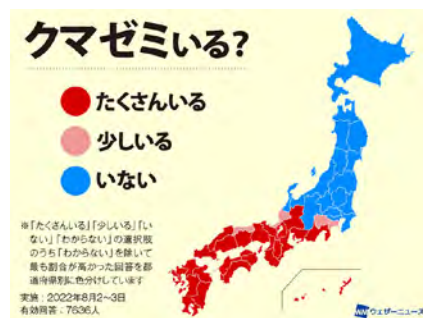 クマゼミいる?
たくさんいる
少しいる
いない
※「たくさんいる」「少しいる」「い
ない」「わからない」の選択肢
のうち「わからない」を除いて
最も割合が高かった回答を都
道府県別に色分けしています
実施：2022年8月2~3日
有効回答：7636人
WN ウェザーニュース